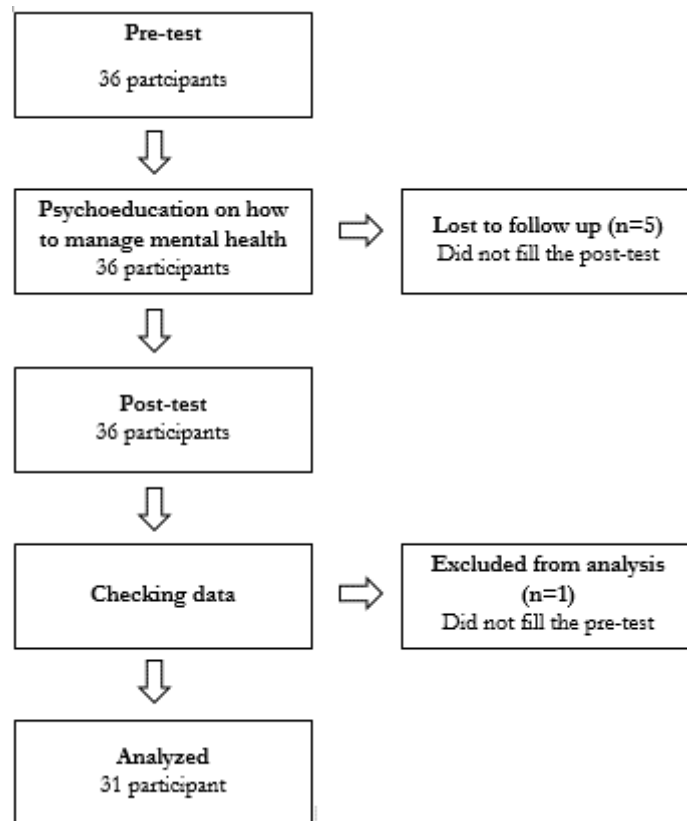 Pre-test
36 partcipants
Psychoeducation on how
to manage mental health
36 participants
Lost to follow up (n=5)
Did not fill the post-test
Post-test
36 participants
Checking data
Excluded from analysis
(n=1)
Did not fill the pre-test
Analyzed
31 participant